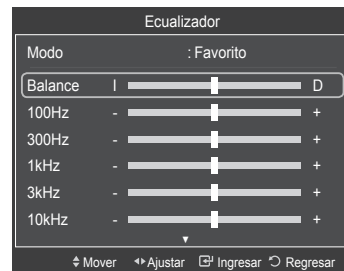 Ecualizador
Modo : Favorito
Balance I D
100Hz - +
300Hz - +
1kHz - +
3kHz - +
10kHz - +
Mover Ajustar Ingresar Regresar